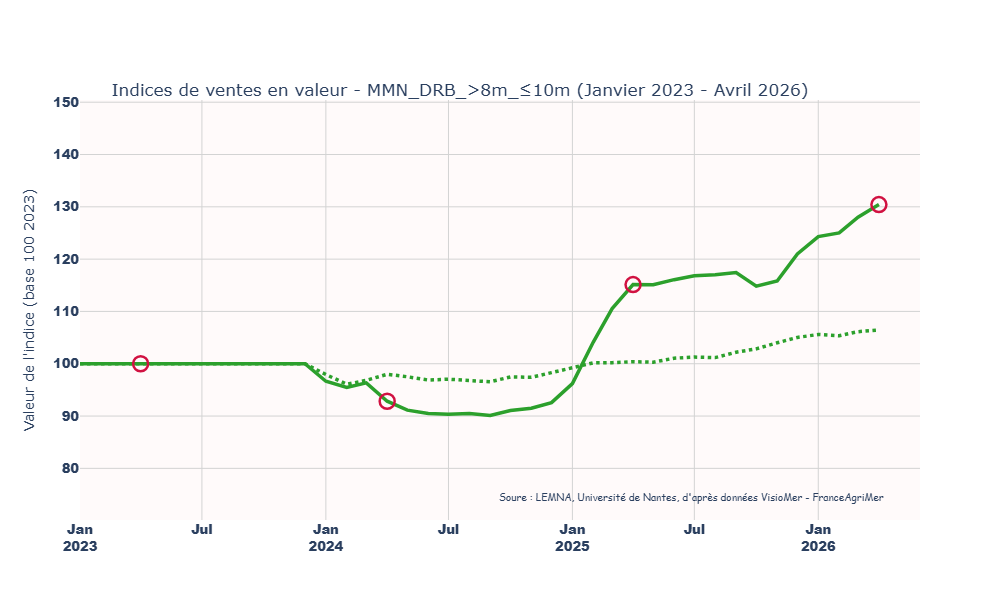 Indices de ventes en valeur - MMN_DRB_>8m_≤10m (Janvier 2023 - Avril 2026)
Valeur de l'indice (base 100 2023)
150
140
130
120
110
100
90
80
Soure : LEMNA, Université de Nantes, d'après données VisioMer - FranceAgriMer
Jan Jul Jan Jul Jan Jul Jan
2023 2024 2025 2026